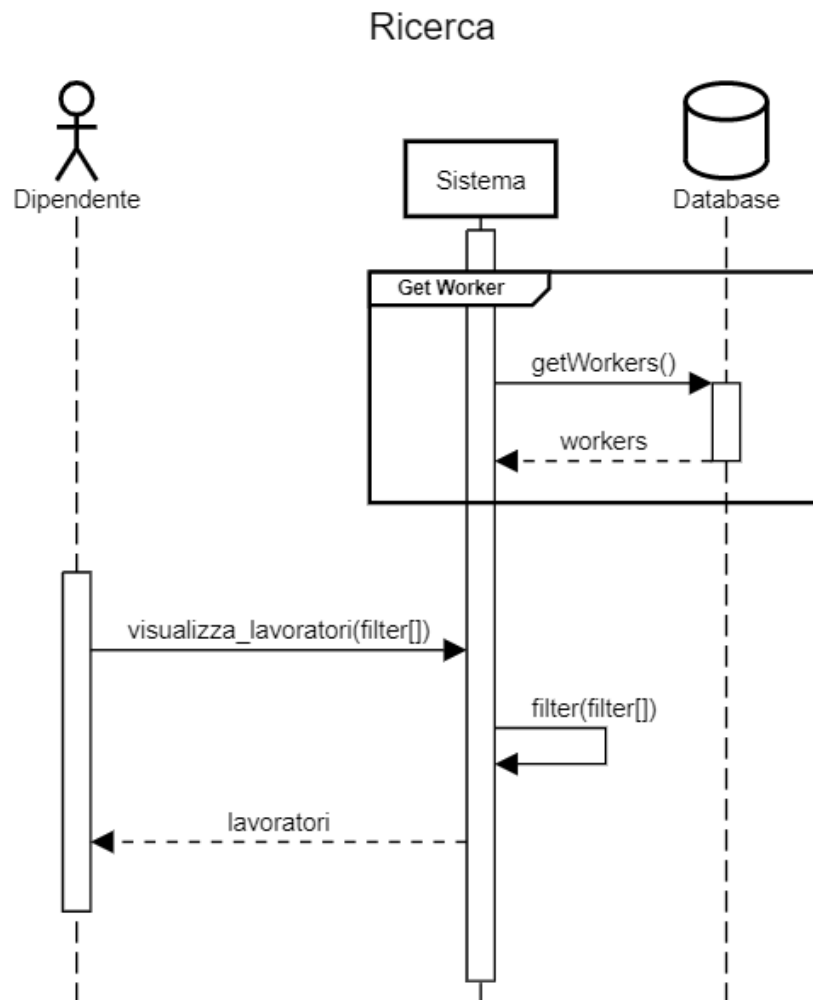 Ricerca
Dipendente
Sistema
Database
Get Worker
getWorkers()
workers
visualizza_lavoratori(filter[])
filter(filter[])
lavoratori